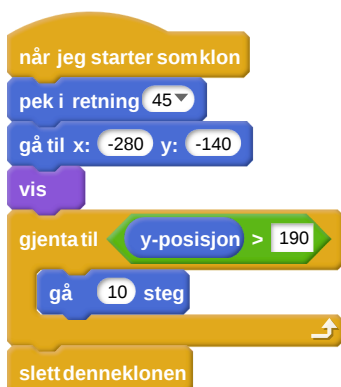 når jeg starter som klon
pek i retning 45
gå til x: -280 y: -140
vis
gjenta til y-posisjon > 190
gå 10 steg
slett denne klonen